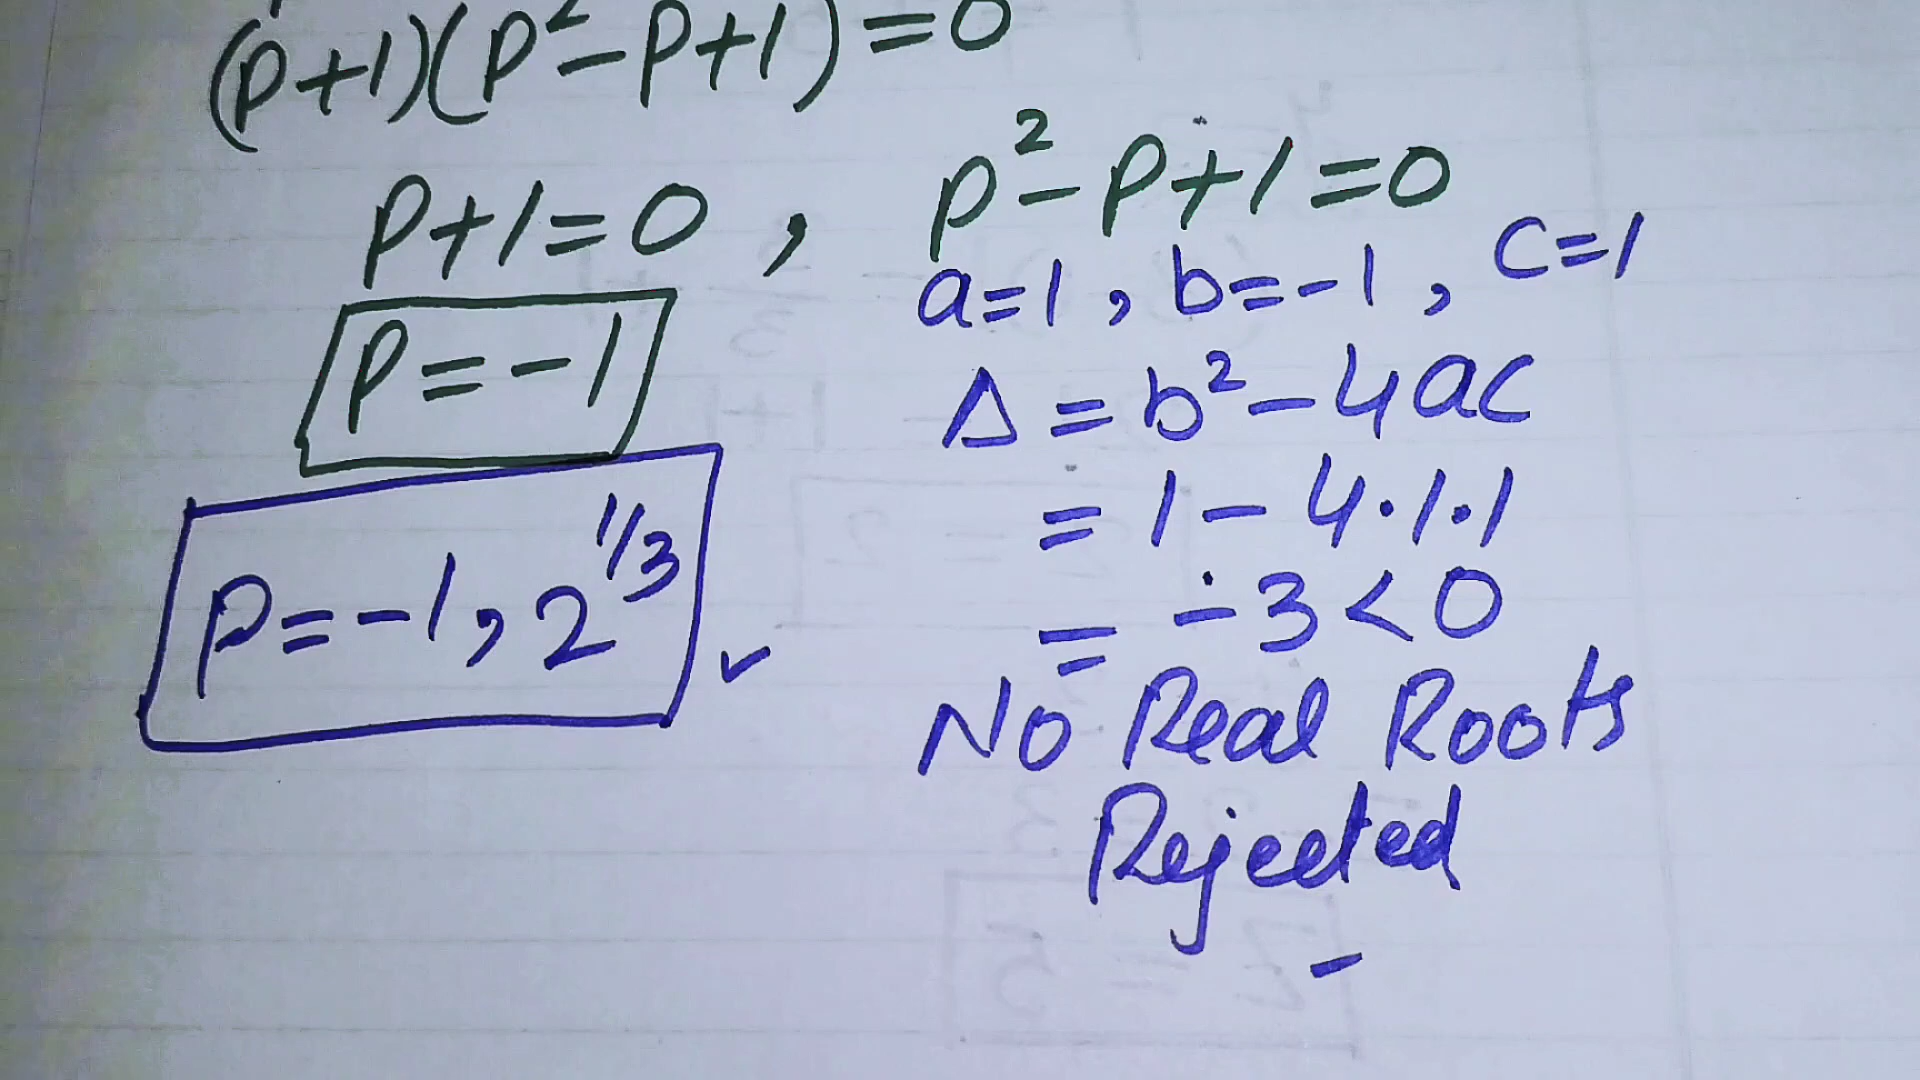 (p+1)(p²-p+1)=0
p+1=0 , p²-p+1=0
a=1, b=-1, c=1
p=-1
Δ=b²-4ac
=1-4·1·1
=-3<0
p=-1, 2^1/3 ✓
No Real Roots
Rejected